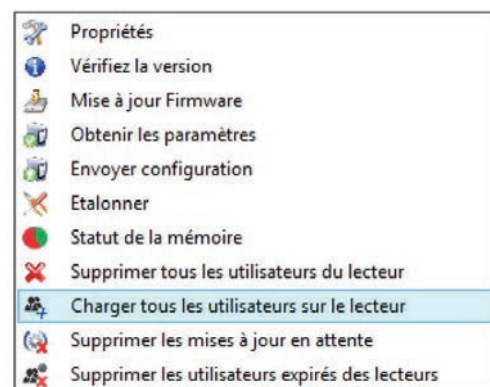 Propriétés
Vérifiez la version
Mise à jour Firmware
Obtenir les paramètres
Envoyer configuration
Etalonner
Statut de la mémoire
Supprimer tous les utilisateurs du lecteur
Charger tous les utilisateurs sur le lecteur
Supprimer les mises à jour en attente
Supprimer les utilisateurs expirés des lecteurs